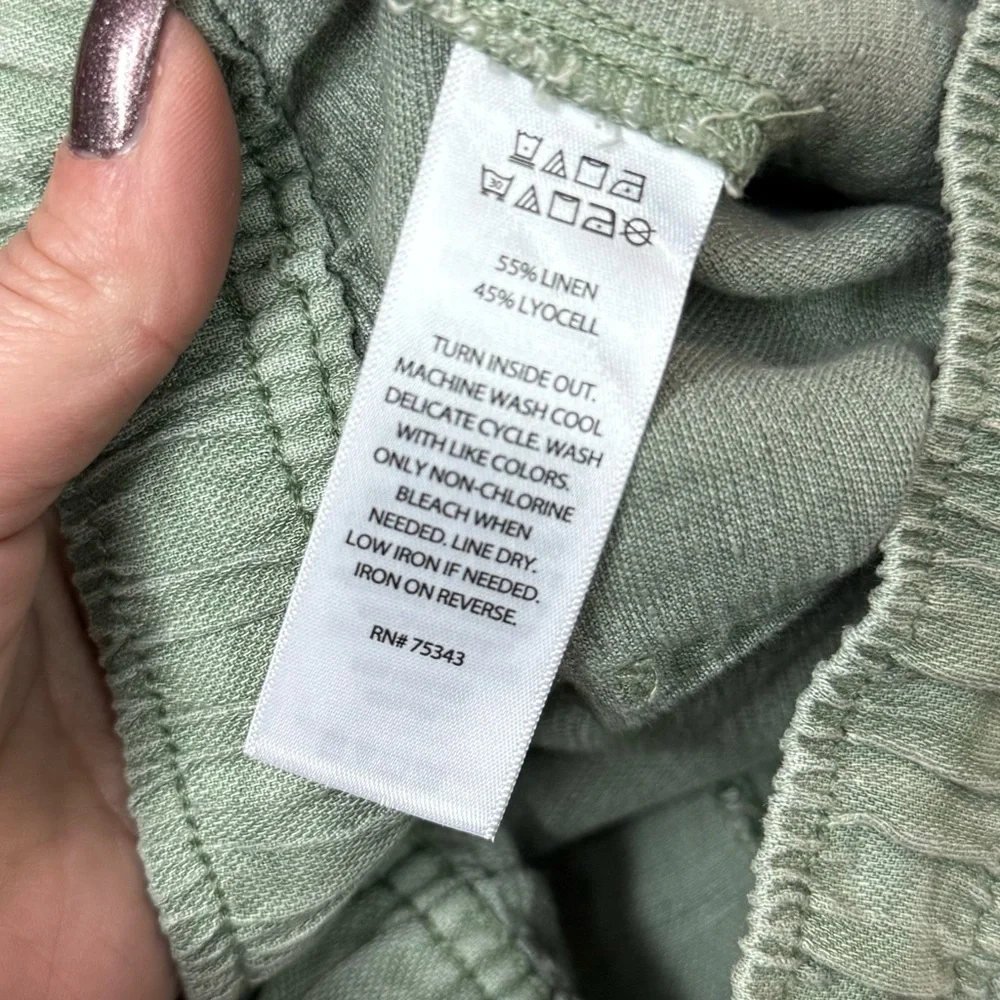 30
55% LINEN
45% LYOCELL
TURN INSIDE OUT.
MACHINE WASH COOL
DELICATE CYCLE. WASH
WITH LIKE COLORS.
ONLY NON-CHLORINE
BLEACH WHEN
NEEDED. LINE DRY.
LOW IRON IF NEEDED.
IRON ON REVERSE.
RN# 75343